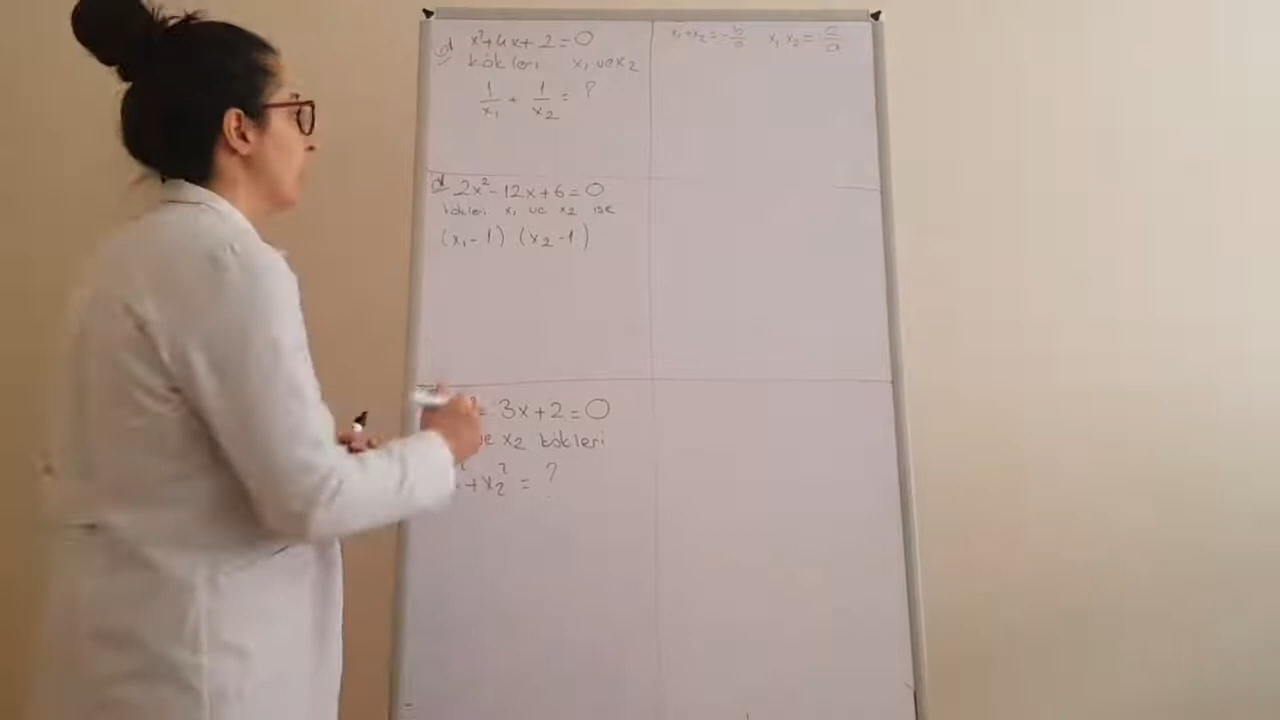 x²+4x+2=0
kökleri x₁ ve x₂
1/x₁ + 1/x₂ = ?
x₁+x₂=-b/a x₁ x₂=c/a
2x²-12x+6=0
kökleri x₁ ve x₂ ise
(x₁-1) (x₂-1)
3x+2=0
ve x₂ kökleri
+x₂² = ?